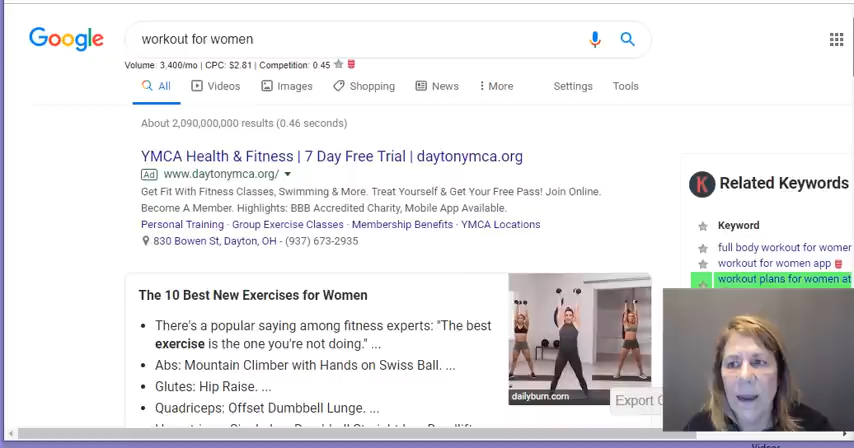 Google
workout for women
Volume: 3,400/mo | CPC: $2.81 | Competition: 0.45
All
Videos
Images
Shopping
News
More
Settings
Tools
About 2,090,000,000 results (0.46 seconds)
YMCA Health & Fitness | 7 Day Free Trial | daytonymca.org
Ad www.daytonymca.org/
Get Fit With Fitness Classes, Swimming & More. Treat Yourself & Get Your Free Pass! Join Online.
Become A Member. Highlights: BBB Accredited Charity, Mobile App Available.
Personal Training · Group Exercise Classes · Membership Benefits · YMCA Locations
830 Bowen St, Dayton, OH - (937) 673-2935
K Related Keywords
Keyword
full body workout for women
workout for women app
workout plans for women at
The 10 Best New Exercises for Women
• There's a popular saying among fitness experts: "The best
exercise is the one you're not doing." ...
• Abs: Mountain Climber with Hands on Swiss Ball. ...
• Glutes: Hip Raise. ...
• Quadriceps: Offset Dumbbell Lunge. ...
dailyburn.com
Export